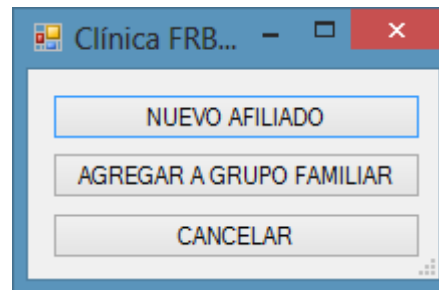 Clínica FRB...
NUEVO AFILIADO
AGREGAR A GRUPO FAMILIAR
CANCELAR